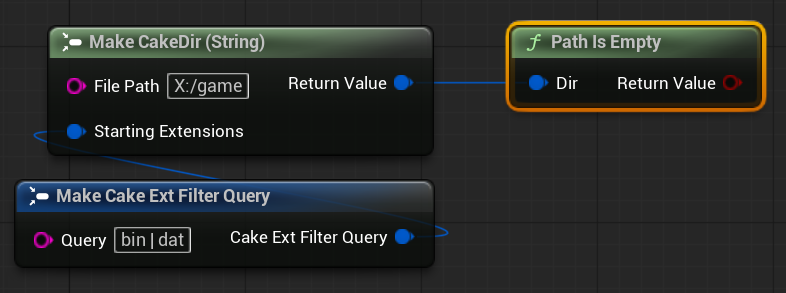 Make CakeDir (String)
File Path X:/game Return Value
Starting Extensions
Make Cake Ext Filter Query
Query bin|dat Cake Ext Filter Query
f Path Is Empty
Dir Return Value